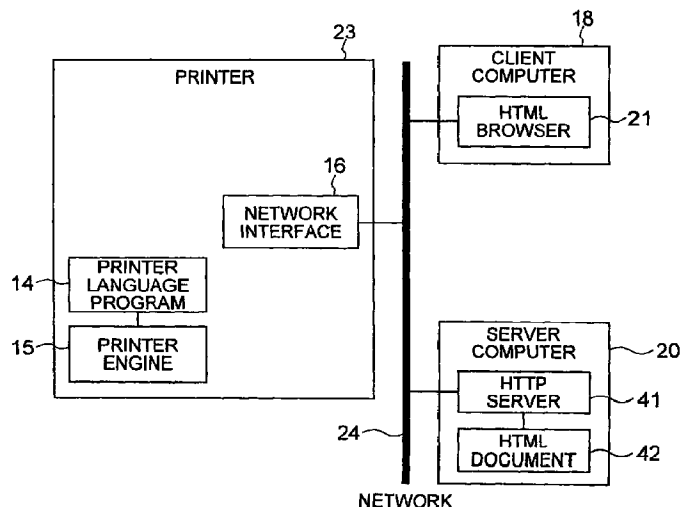 23
PRINTER
18
CLIENT
COMPUTER
HTML
BROWSER
21
16
NETWORK
INTERFACE
14
PRINTER
LANGUAGE
PROGRAM
15
PRINTER
ENGINE
SERVER
COMPUTER
20
HTTP
SERVER
41
24
HTML
DOCUMENT
42
NETWORK